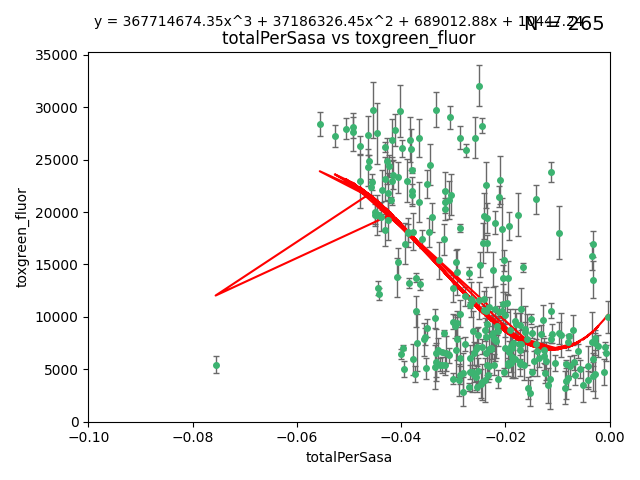 y = 367714674.35x^3 + 37186326.45x^2 + 689012.88x + 10447.24
N = 265
totalPerSasa vs toxgreen_fluor
35000
30000
25000
20000
15000
10000
5000
0
toxgreen_fluor
−0.10
−0.08
−0.06
−0.04
−0.02
0.00
totalPerSasa